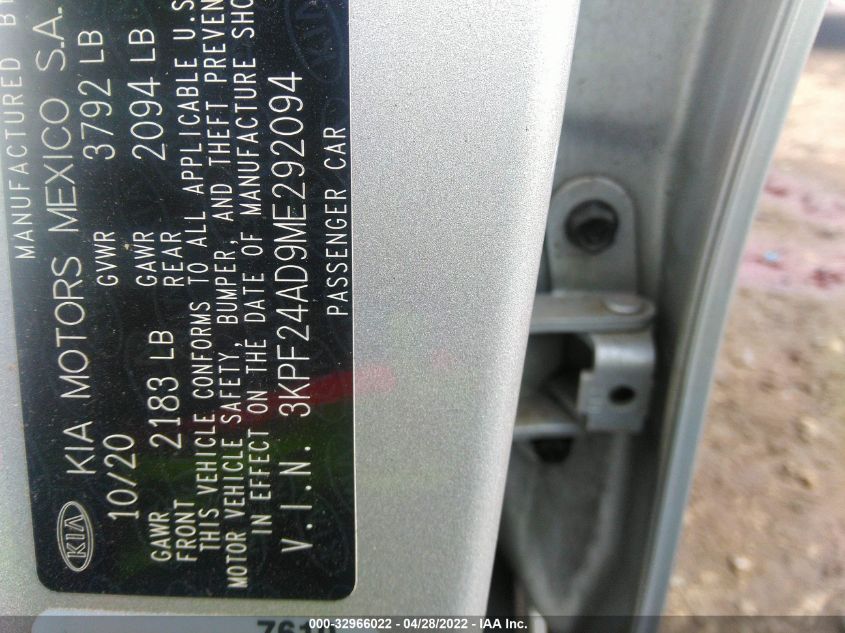 MANUFACTURED BY
KIA KIA MOTORS MEXICO S.A.
10/20 GVWR 3792 LB
GAWR FRONT 2183 LB GAWR REAR 2094 LB
THIS VEHICLE CONFORMS TO ALL APPLICABLE U.S
MOTOR VEHICLE SAFETY, BUMPER, AND THEFT PREVEN
IN EFFECT ON THE DATE OF MANUFACTURE SHO
V.I.N. 3KPF24AD9ME292094
PASSENGER CAR
000-32966022 - 04/28/2022 - IAA Inc.